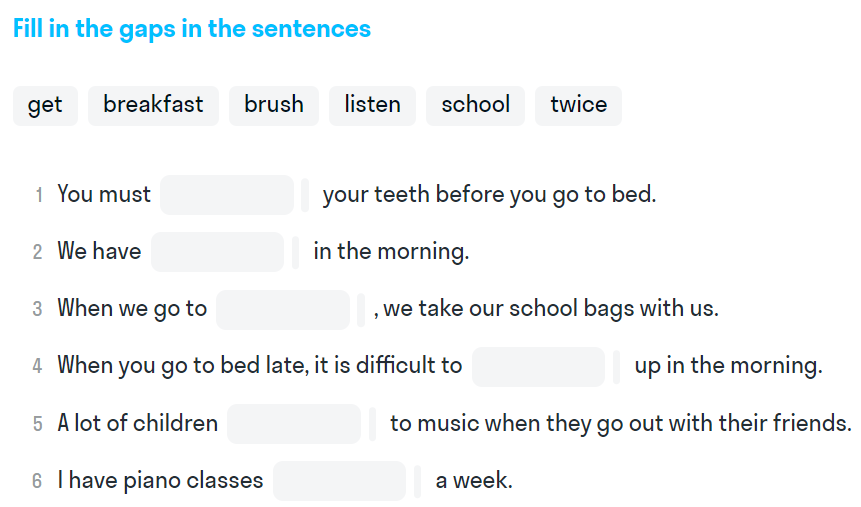 Fill in the gaps in the sentences
get breakfast brush listen school twice
1 You must your teeth before you go to bed.
2 We have in the morning.
3 When we go to , we take our school bags with us.
4 When you go to bed late, it is difficult to up in the morning.
5 A lot of children to music when they go out with their friends.
6 I have piano classes a week.